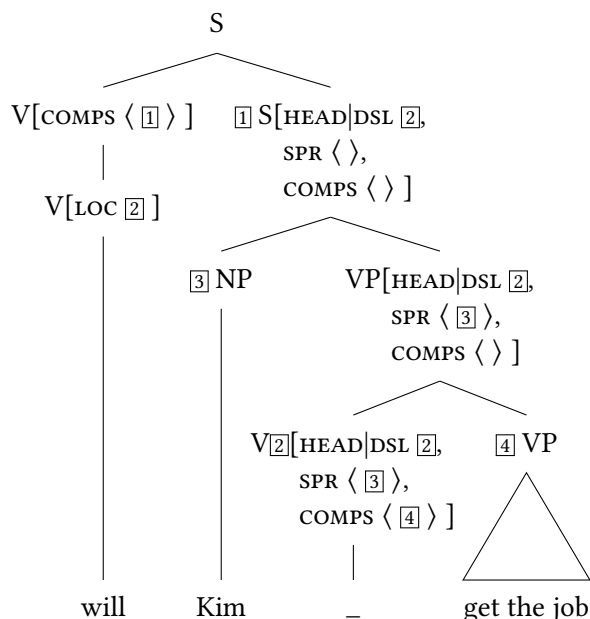 S
V[COMPS ⟨ 1 ⟩ ] 1 S[HEAD|DSL 2,
SPR ⟨ ⟩,
COMPS ⟨ ⟩ ]
V[LOC 2 ]
3 NP VP[HEAD|DSL 2,
SPR ⟨ 3 ⟩,
COMPS ⟨ ⟩ ]
V2[HEAD|DSL 2, 4 VP
SPR ⟨ 3 ⟩,
COMPS ⟨ 4 ⟩ ]
will Kim _ get the job